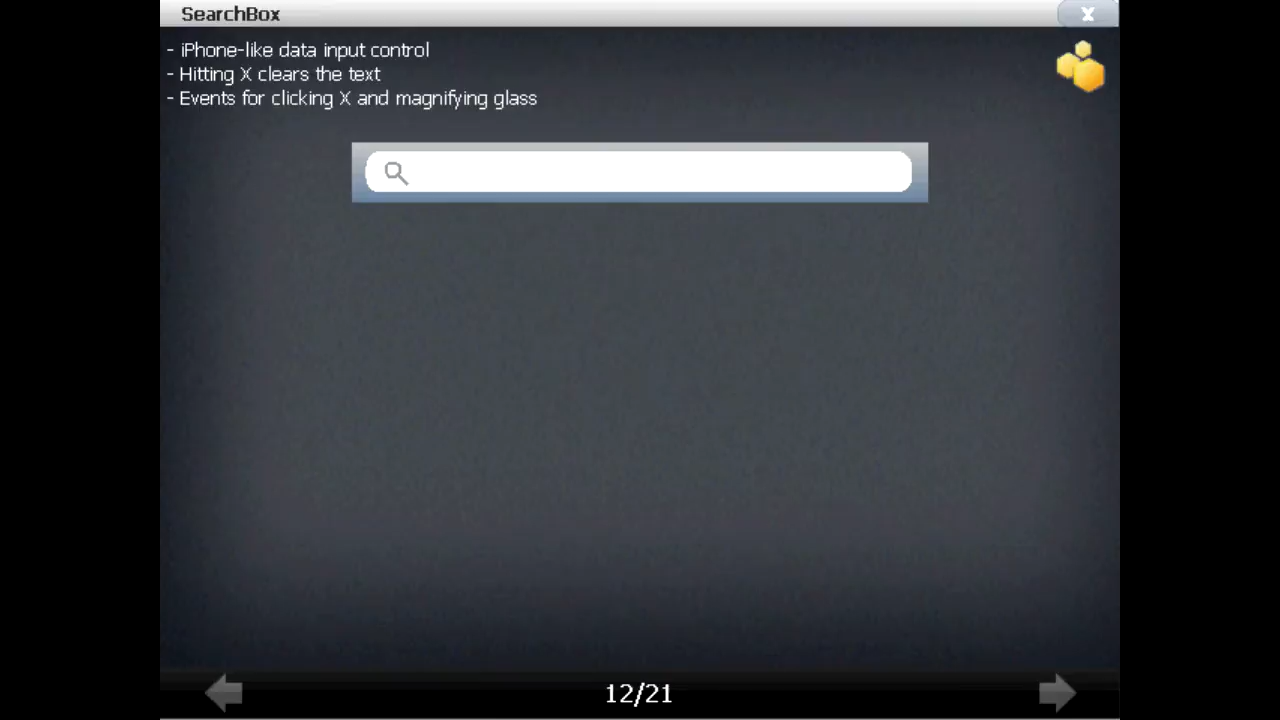 SearchBox
- iPhone-like data input control
- Hitting X clears the text
- Events for clicking X and magnifying glass
12/21